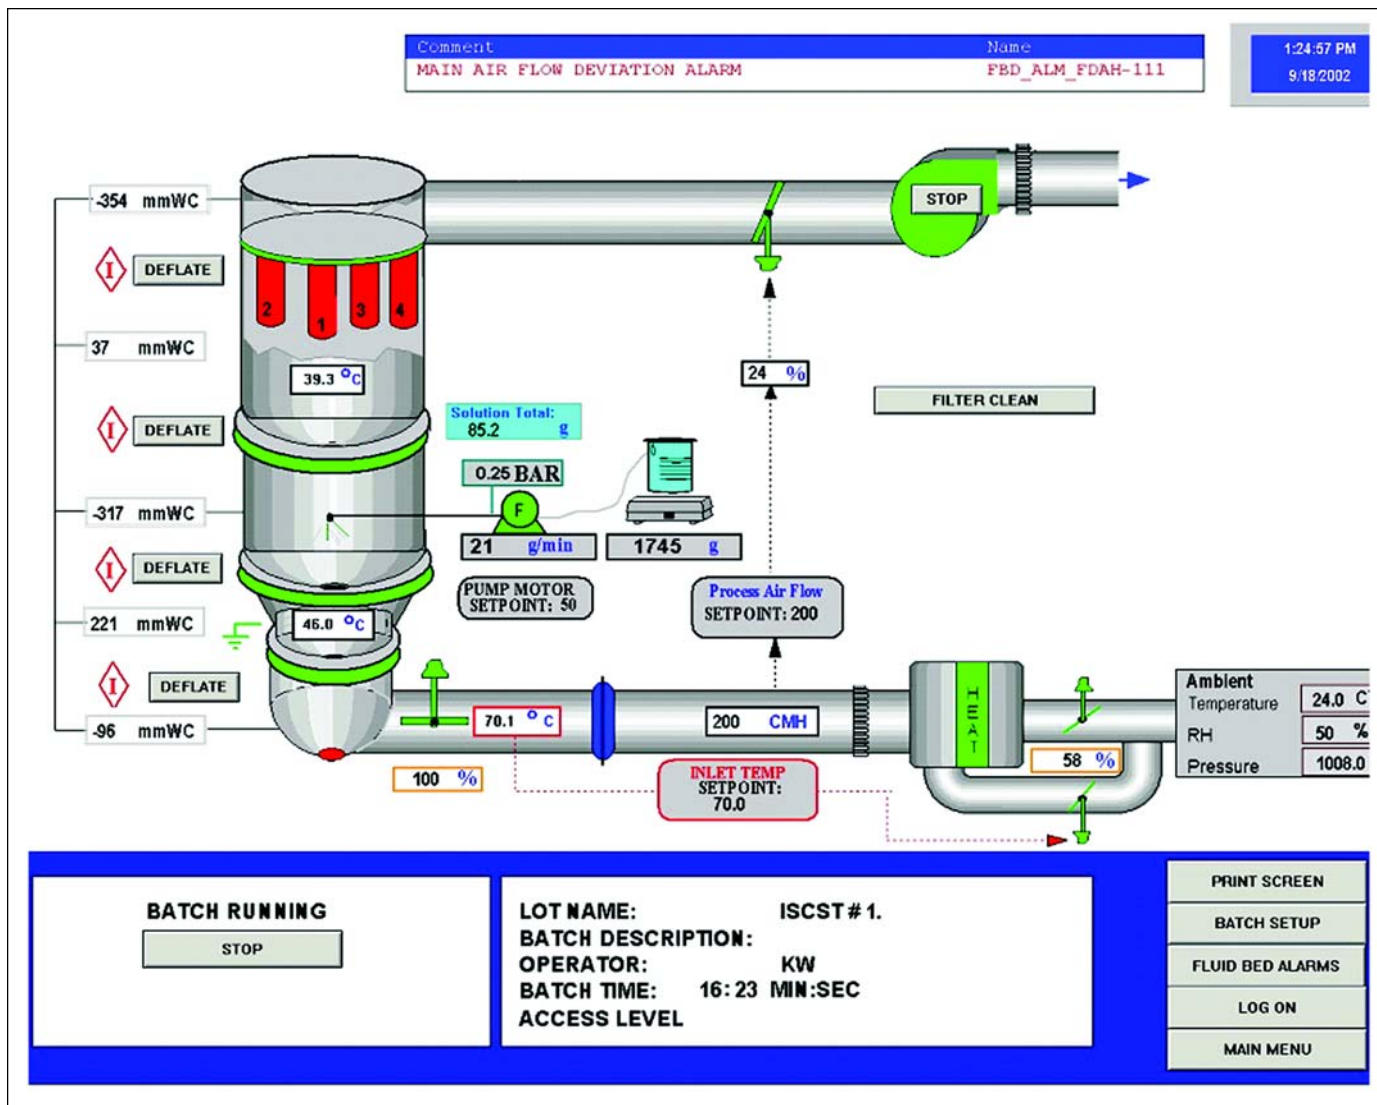 Comment Name
MAIN AIR FLOW DEVIATION ALARM FBD_ALM_FDAH-111
1:24:57 PM
9/18/2002
-354 mmWC
STOP
I DEFLATE
2 1 3 4
37 mmWC
39.3 °C
24 %
FILTER CLEAN
I DEFLATE
Solution Total:
85.2 g
0.25 BAR
-317 mmWC
F
21 g/min
1745 g
I DEFLATE
PUMP MOTOR
SETPOINT: 50
Process Air Flow
SETPOINT: 200
221 mmWC
46.0 °C
I DEFLATE
-96 mmWC
70.1 °C
200 CMH
HEAT
Ambient
Temperature 24.0 C
RH 50 %
Pressure 1008.0
58 %
100 %
INLET TEMP
SETPOINT:
70.0
BATCH RUNNING
STOP
LOT NAME: ISCST # 1.
BATCH DESCRIPTION:
OPERATOR: KW
BATCH TIME: 16:23 MIN:SEC
ACCESS LEVEL
PRINT SCREEN
BATCH SETUP
FLUID BED ALARMS
LOG ON
MAIN MENU